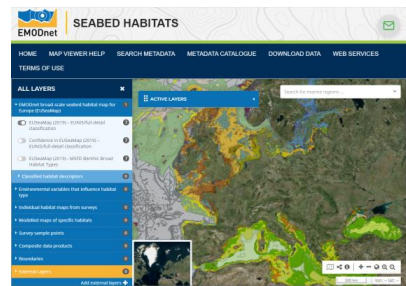 EMODnet
SEABED HABITATS
HOME MAP VIEWER HELP SEARCH METADATA METADATA CATALOGUE DOWNLOAD DATA WEB SERVICES
TERMS OF USE
ALL LAYERS
EMODnet broad-scale seabed habitat map for
Europe (EUSeaMap)
EUSeaMap (2019) - EUNIS/full-detail
classification
Confidence in EUSeaMap (2019) -
EUNIS/full-detail classification
EUSeaMap (2019) - MSFD Benthic Broad
Habitat Types
Classified habitat descriptors
Environmental variables that influence habitat
type
Individual habitat maps from surveys
Modelled maps of specific habitats
Survey sample points
Composite data products
Boundaries
External Layers
Add external layers
ACTIVE LAYERS
Search for marine regions ...